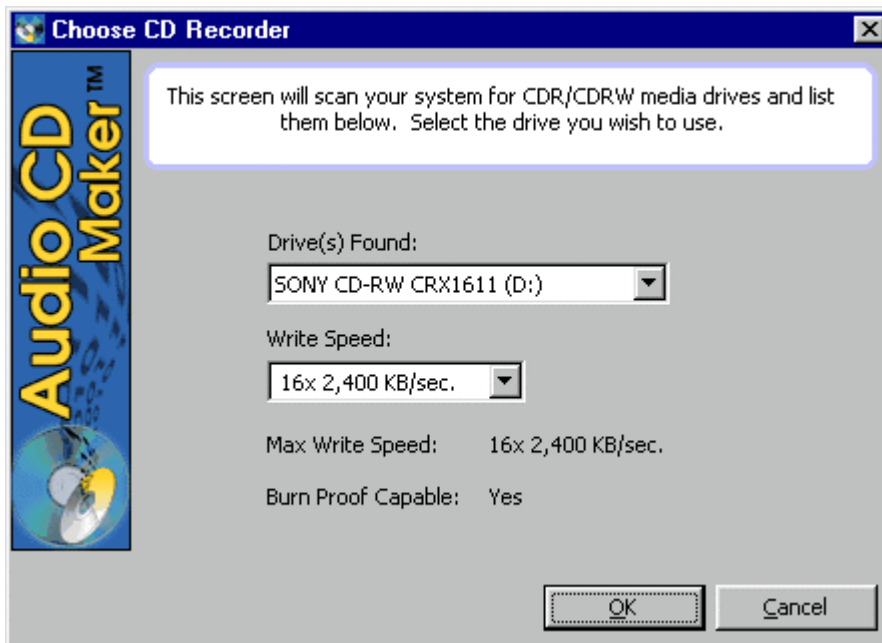 Choose CD Recorder
Audio CD
Maker™
This screen will scan your system for CDR/CDRW media drives and list
them below.  Select the drive you wish to use.
Drive(s) Found:
SONY CD-RW CRX1611 (D:)
Write Speed:
16x 2,400 KB/sec.
Max Write Speed: 16x 2,400 KB/sec.
Burn Proof Capable: Yes
OK Cancel